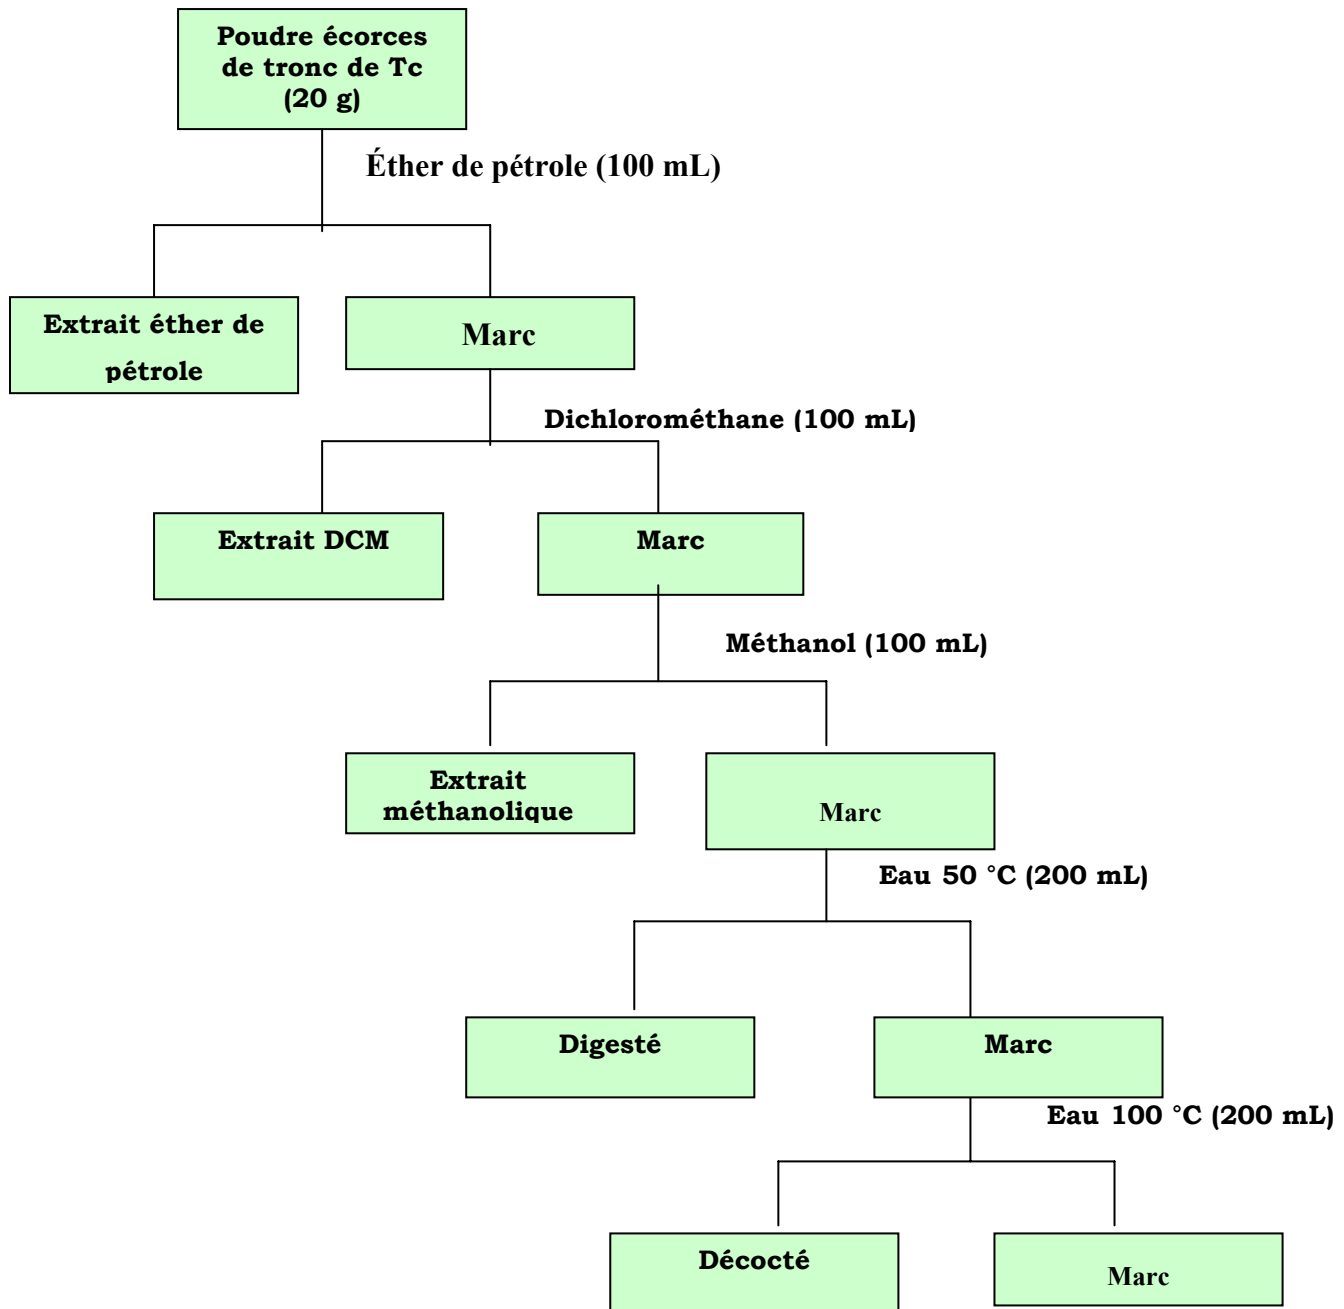 Poudre écorces
de tronc de Tc
(20 g)
Éther de pétrole (100 mL)
Extrait éther de
pétrole
Marc
Dichlorométhane (100 mL)
Extrait DCM
Marc
Méthanol (100 mL)
Extrait
méthanolique
Marc
Eau 50 °C (200 mL)
Digesté
Marc
Eau 100 °C (200 mL)
Décocté
Marc